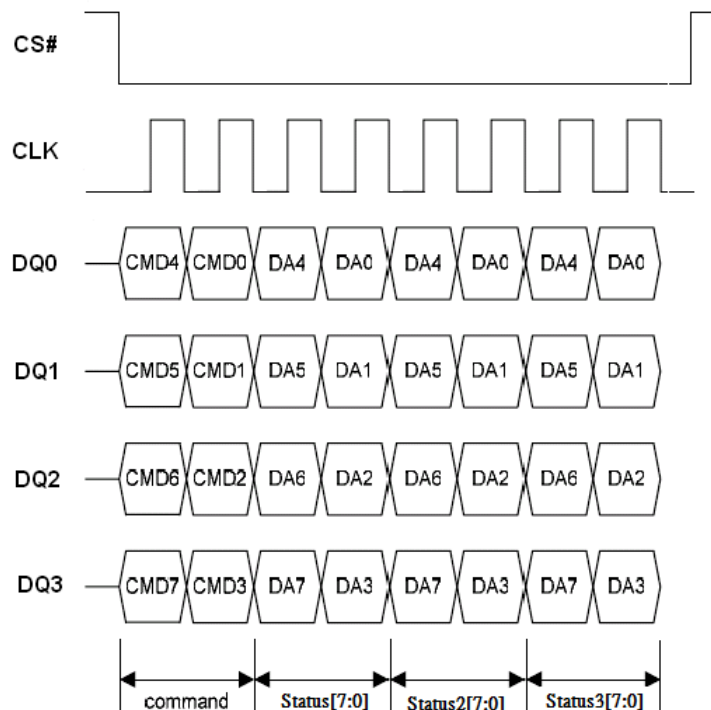 CS#
CLK
DQ0 CMD4 CMD0 DA4 DA0 DA4 DA0 DA4 DA0
DQ1 CMD5 CMD1 DA5 DA1 DA5 DA1 DA5 DA1
DQ2 CMD6 CMD2 DA6 DA2 DA6 DA2 DA6 DA2
DQ3 CMD7 CMD3 DA7 DA3 DA7 DA3 DA7 DA3
command Status[7:0] Status2[7:0] Status3[7:0]